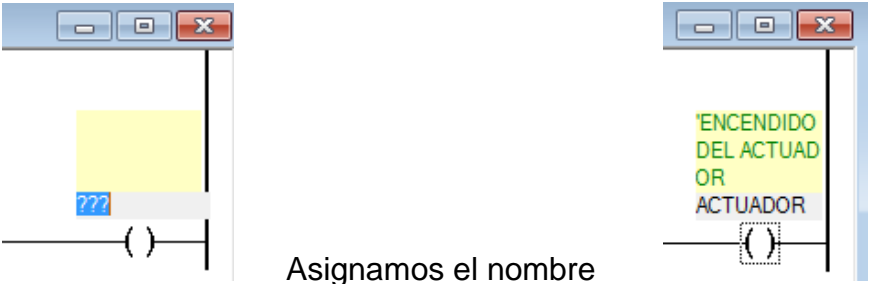 ???
'ENCENDIDO
DEL ACTUAD
OR
ACTUADOR
( )
( )
Asignamos el nombre